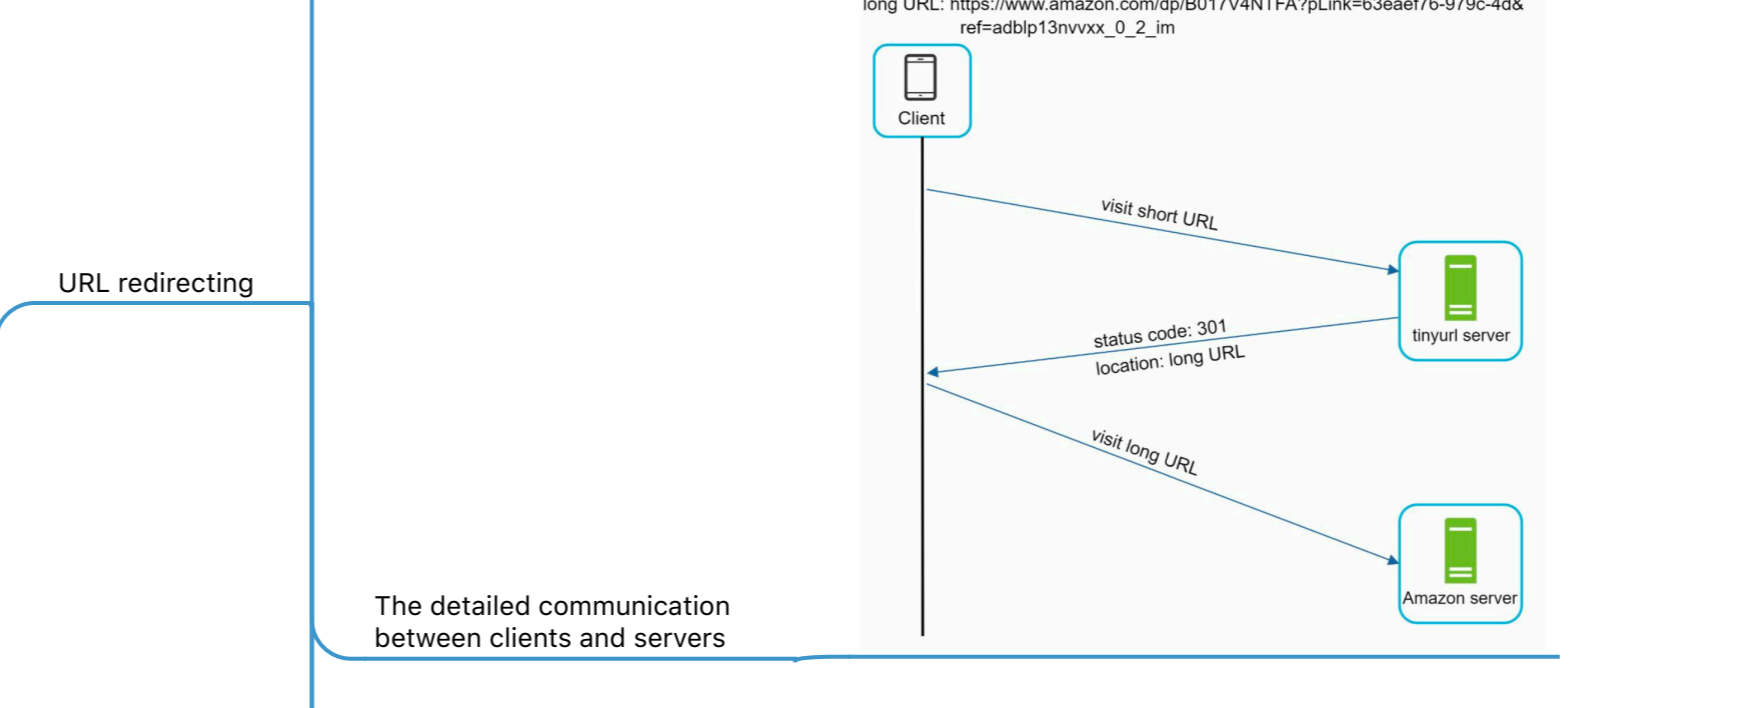 long URL: https://www.amazon.com/dp/B017V4NTFA?pLink=63eaef76-979c-4d&
ref=adblp13nvvxx_0_2_im
Client
visit short URL
URL redirecting
status code: 301
location: long URL
tinyurl server
visit long URL
Amazon server
The detailed communication
between clients and servers